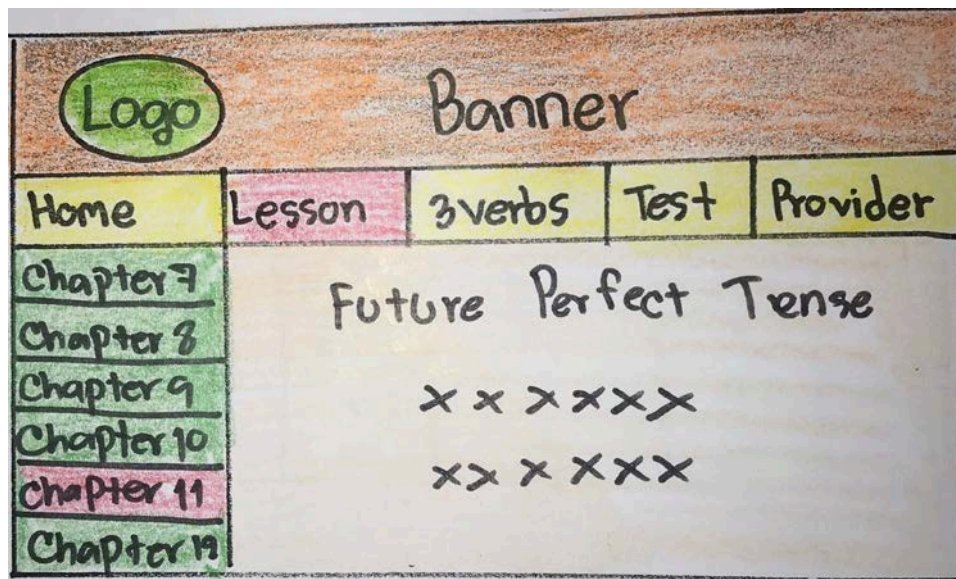 Logo Banner
Home Lesson 3verbs Test Provider
Chapter 7
Future Perfect Tense
Chapter 8
Chapter 9
x x x x x x
Chapter 10
x x x x x x
Chapter 11
Chapter